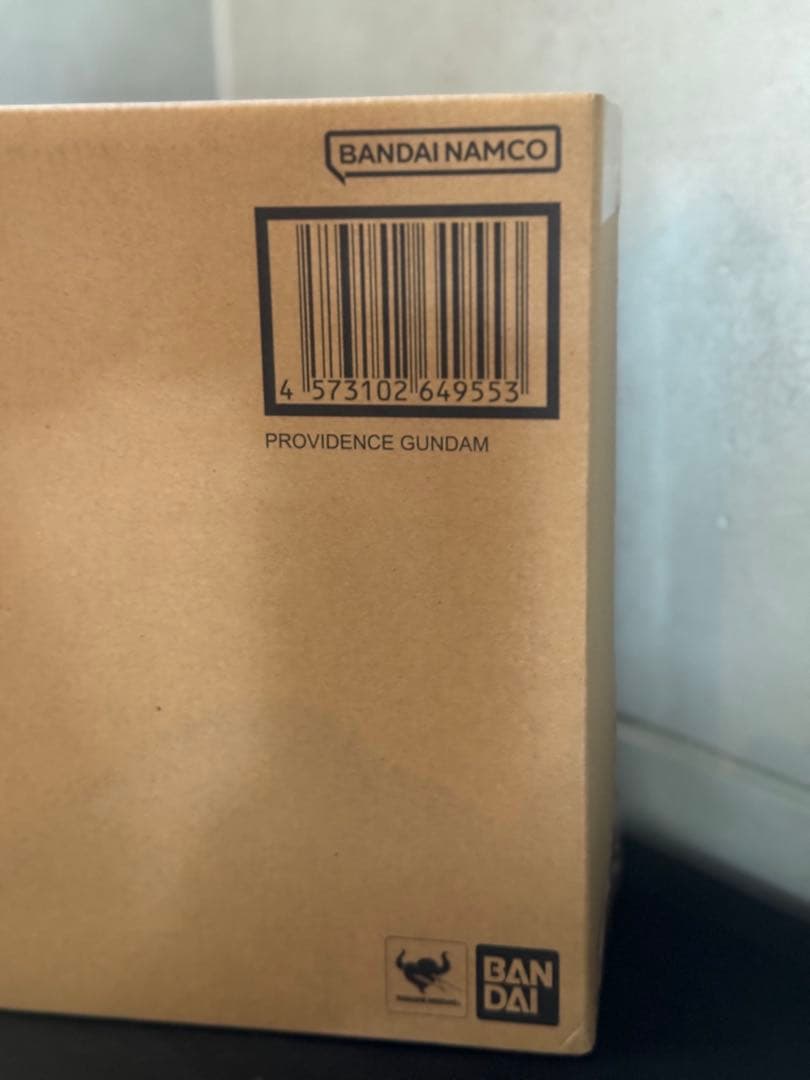 BANDAI NAMCO
4 573102 649553
PROVIDENCE GUNDAM
BAN
DAI